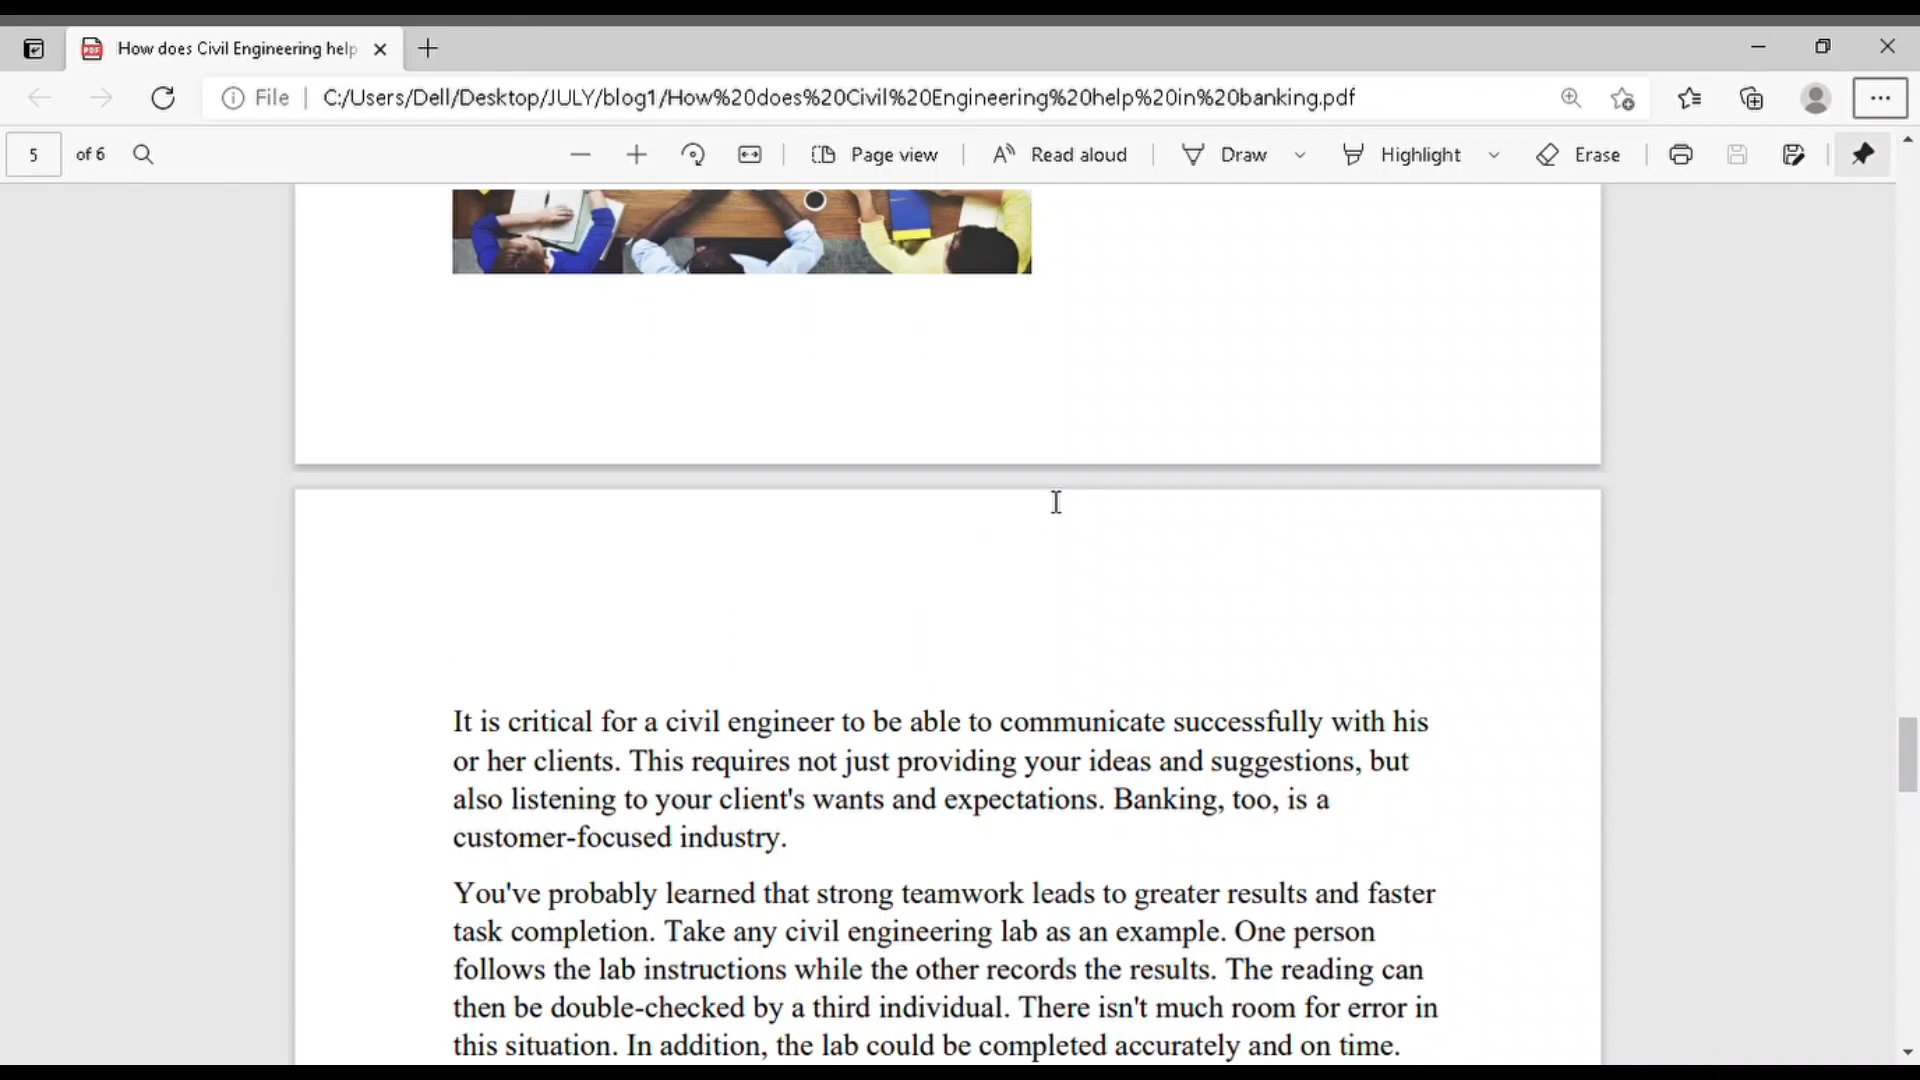 How does Civil Engineering help
File
C:/Users/Dell/Desktop/JULY/blog1/How%20does%20Civil%20Engineering%20help%20in%20banking.pdf
5 of 6
Page view
Read aloud
Draw
Highlight
Erase
It is critical for a civil engineer to be able to communicate successfully with his
or her clients. This requires not just providing your ideas and suggestions, but
also listening to your client's wants and expectations. Banking, too, is a
customer-focused industry.
You've probably learned that strong teamwork leads to greater results and faster
task completion. Take any civil engineering lab as an example. One person
follows the lab instructions while the other records the results. The reading can
then be double-checked by a third individual. There isn't much room for error in
this situation. In addition, the lab could be completed accurately and on time.